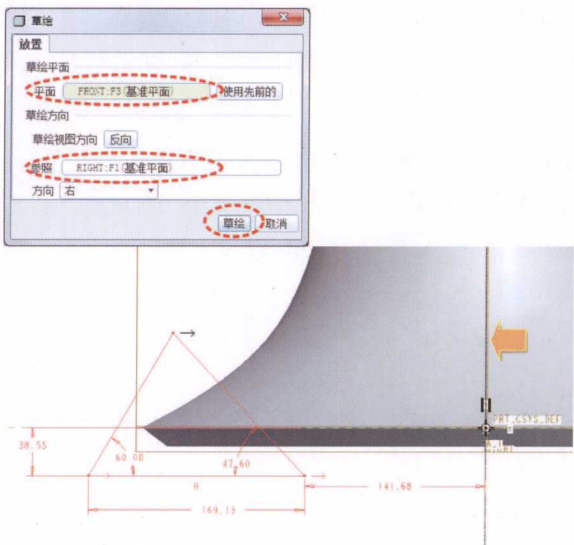 草绘
放置
草绘平面
平面 FRONT:F3(基准平面) 使用先前的
草绘方向
草绘视图方向 反向
参照 RIGHT:F1(基准平面)
方向 右
草绘 取消
PRT_CSYS_DEF
38.55
60.00
47.60
H
141.68
169.13